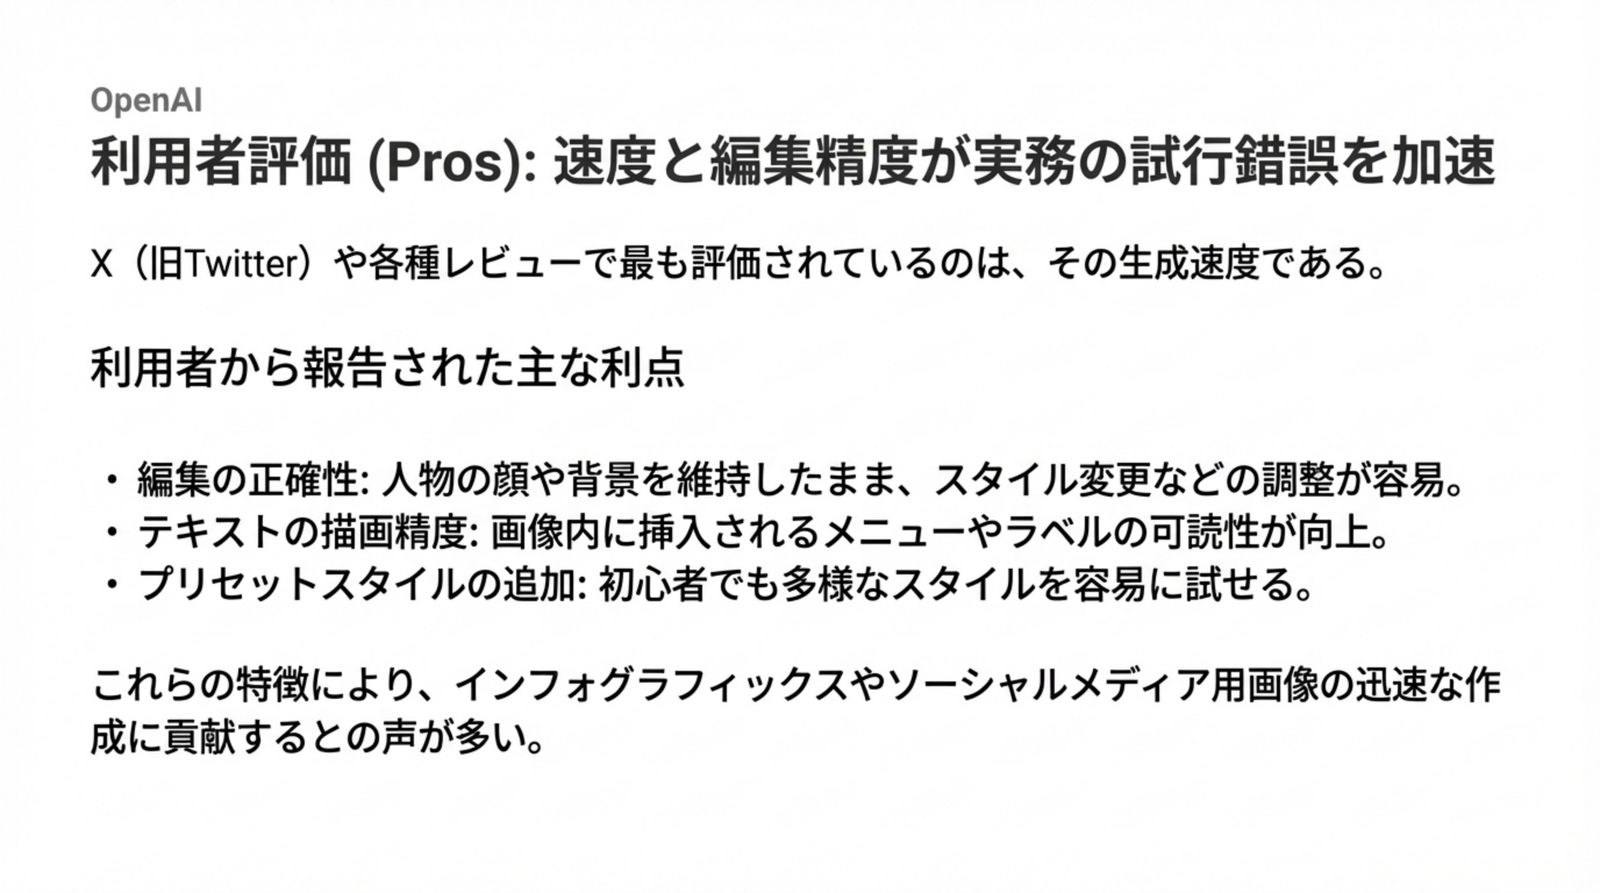 OpenAI
利用者評価 (Pros): 速度と編集精度が実務の試行錯誤を加速
X（旧Twitter）や各種レビューで最も評価されているのは、その生成速度である。
利用者から報告された主な利点
・編集の正確性: 人物の顔や背景を維持したまま、スタイル変更などの調整が容易。
・テキストの描画精度: 画像内に挿入されるメニューやラベルの可読性が向上。
・プリセットスタイルの追加: 初心者でも多様なスタイルを容易に試せる。
これらの特徴により、インフォグラフィックスやソーシャルメディア用画像の迅速な作
成に貢献するとの声が多い。